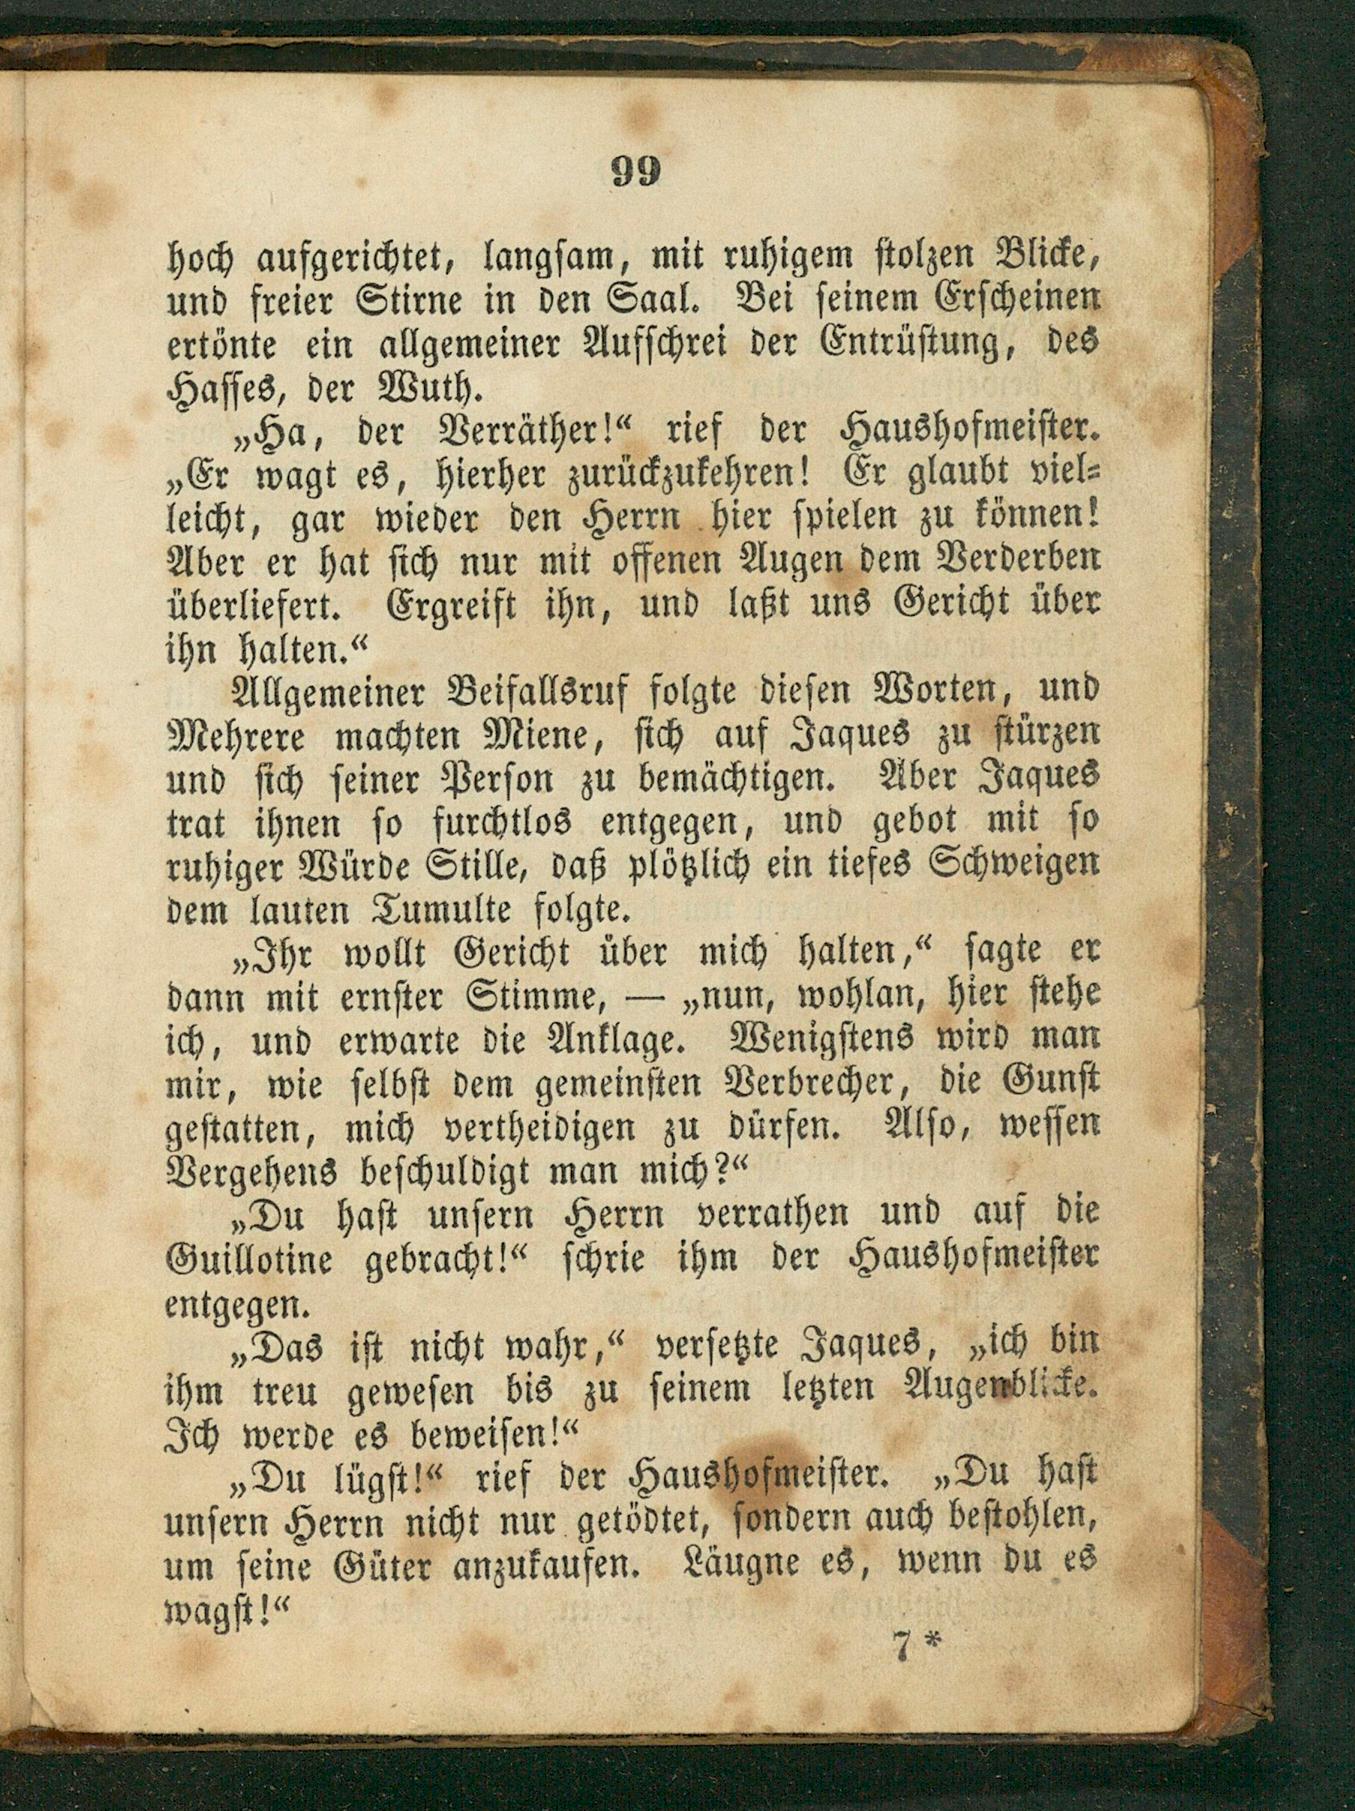 99
hoch aufgerichtet, langsam, mit ruhigem stolzen Blicke,
und freier Stirne in den Saal. Bei seinem Erscheinen
ertönte ein allgemeiner Aufschrei der Entrüstung, des
Hasses, der Wuth.
„Ha, der Verräther!“ rief der Haushofmeister.
„Er wagt es, hierher zurückzukehren! Er glaubt viel-
leicht, gar wieder den Herrn hier spielen zu können!
Aber er hat sich nur mit offenen Augen dem Verderben
überliefert. Ergreift ihn, und laßt uns Gericht über
ihn halten.“
Allgemeiner Beifallsruf folgte diesen Worten, und
Mehrere machten Miene, sich auf Jaques zu stürzen
und sich seiner Person zu bemächtigen. Aber Jaques
trat ihnen so furchtlos entgegen, und gebot mit so
ruhiger Würde Stille, daß plötzlich ein tiefes Schweigen
dem lauten Tumulte folgte.
„Ihr wollt Gericht über mich halten,“ sagte er
dann mit ernster Stimme, — „nun, wohlan, hier stehe
ich, und erwarte die Anklage. Wenigstens wird man
mir, wie selbst dem gemeinsten Verbrecher, die Gunst
gestatten, mich vertheidigen zu dürfen. Also, wessen
Vergehens beschuldigt man mich?“
„Du hast unsern Herrn verrathen und auf die
Guillotine gebracht!“ schrie ihm der Haushofmeister
entgegen.
„Das ist nicht wahr,“ versetzte Jaques, „ich bin
ihm treu gewesen bis zu seinem letzten Augenblicke.
Ich werde es beweisen!“
„Du lügst!“ rief der Haushofmeister. „Du hast
unsern Herrn nicht nur getödtet, sondern auch bestohlen,
um seine Güter anzukaufen. Läugne es, wenn du es
wagst!“
7*